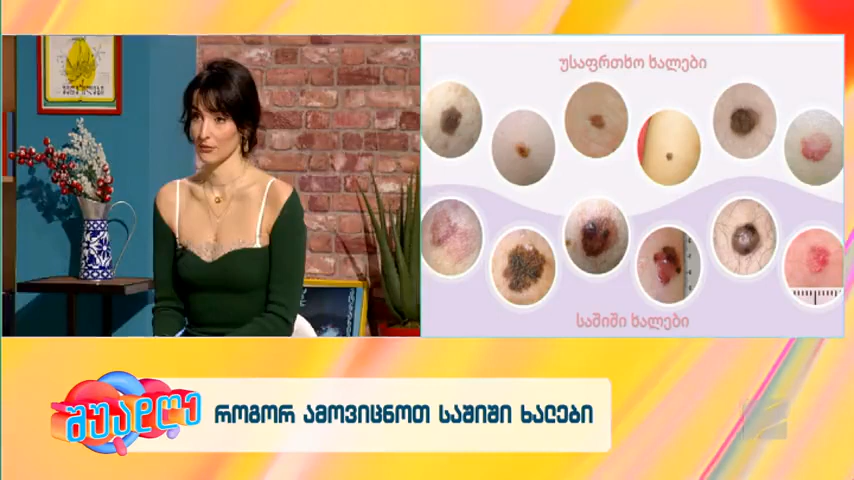 უსაფრთხო ხალები
საშიში ხალები
შუადღე
როგორ ამოვიცნოთ საშიში ხალები